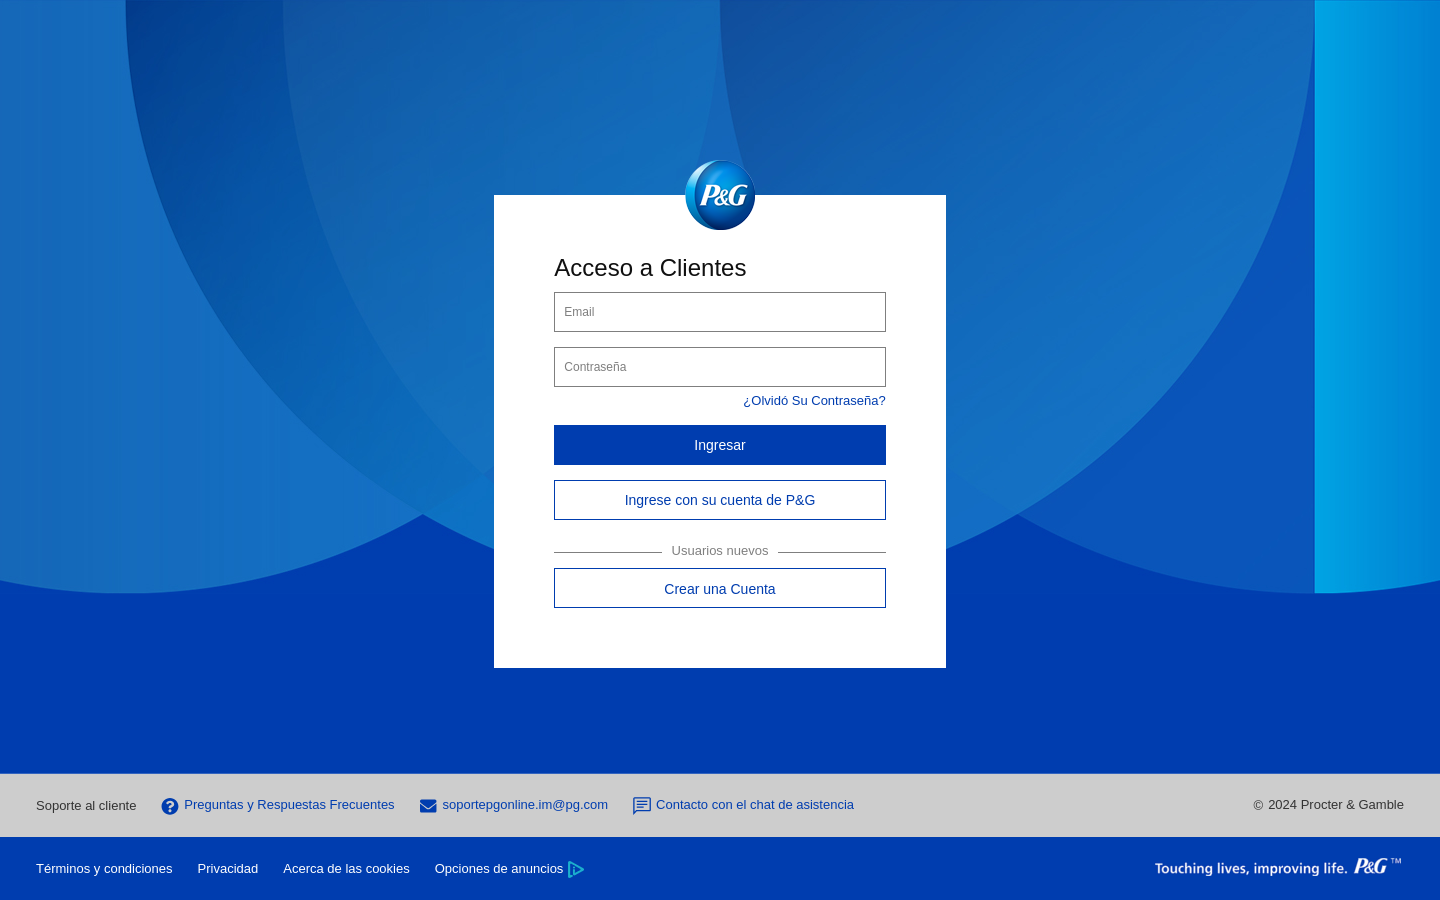 P&G
Acceso a Clientes
Email
Contraseña
¿Olvidó Su Contraseña?
Ingresar
Ingrese con su cuenta de P&G
Usuarios nuevos
Crear una Cuenta
Soporte al cliente
Preguntas y Respuestas Frecuentes
soportepgonline.im@pg.com
Contacto con el chat de asistencia
© 2024 Procter & Gamble
Términos y condiciones
Privacidad
Acerca de las cookies
Opciones de anuncios
Touching lives, improving life. P&G™